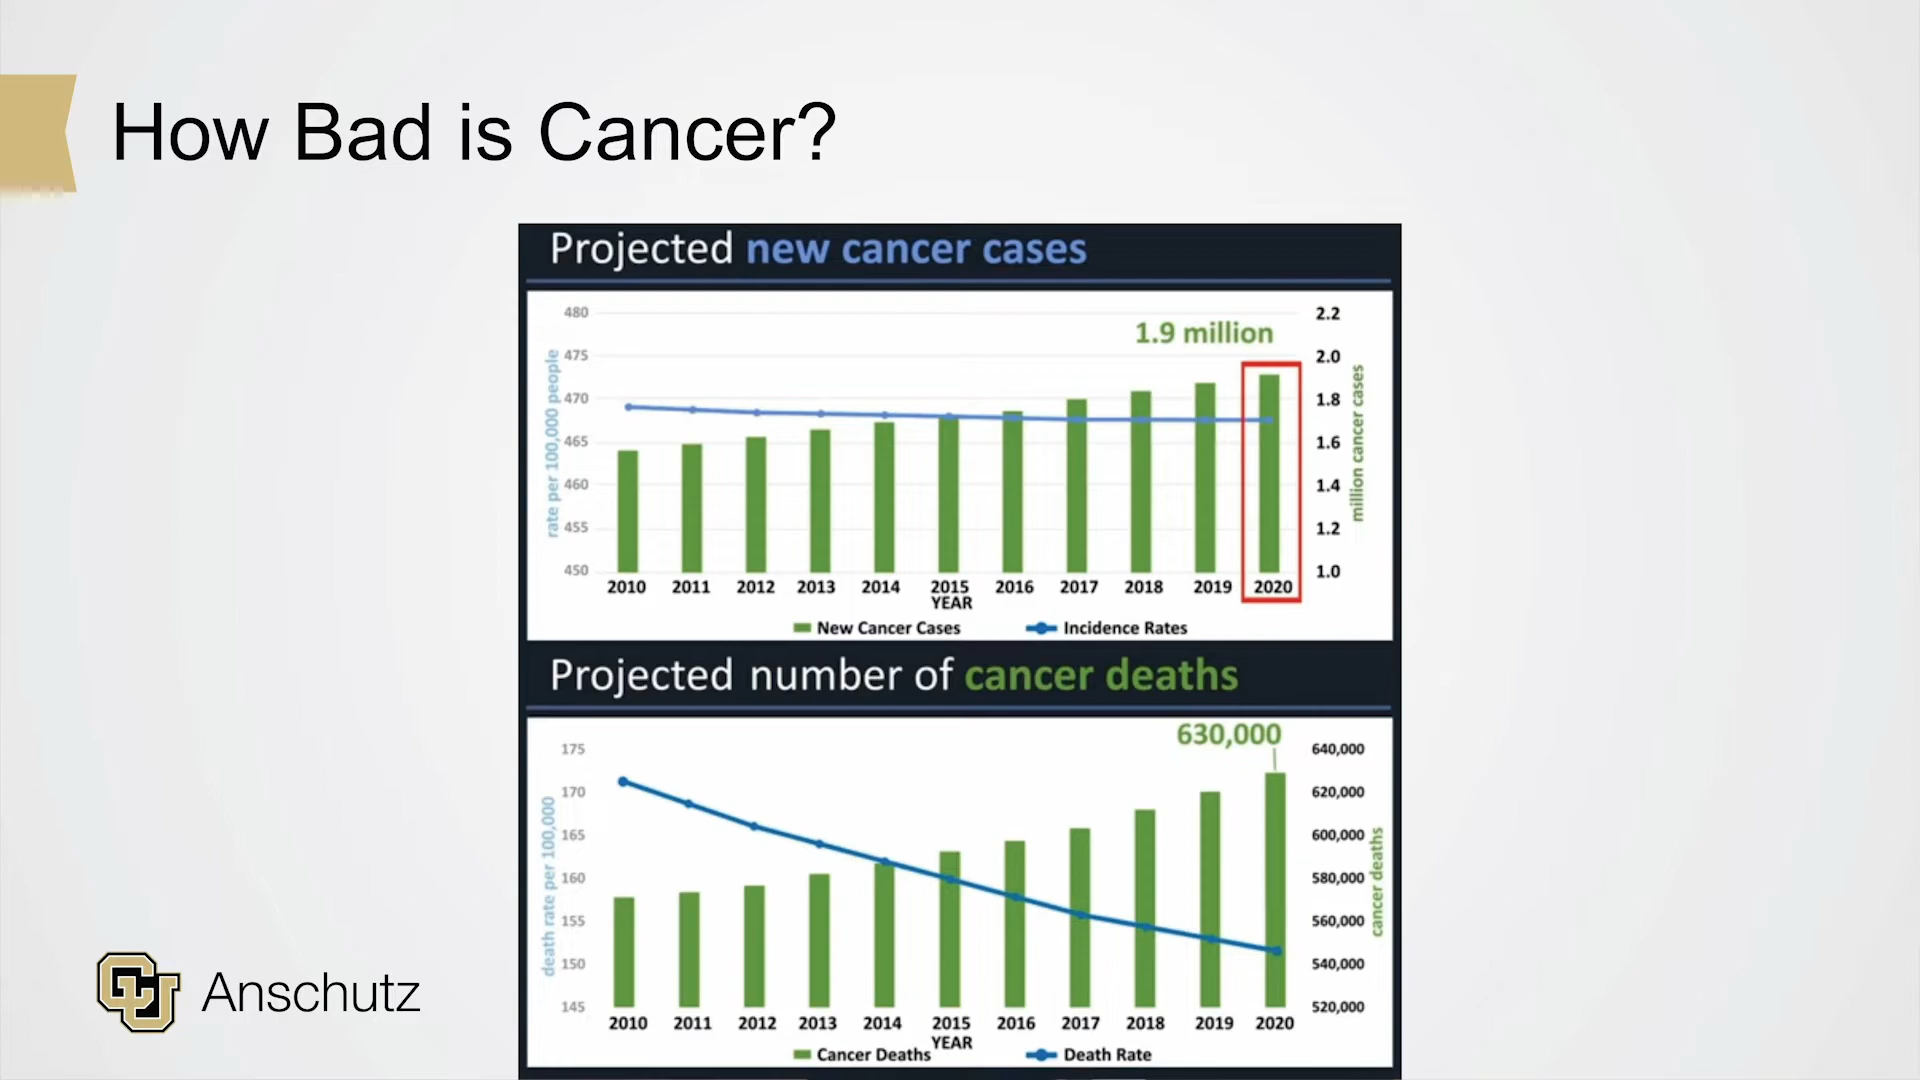 How Bad is Cancer?
Projected new cancer cases
480
475
470
465
460
455
450
rate per 100,000 people
1.9 million
2.2
2.0
1.8
1.6
1.4
1.2
1.0
million cancer cases
2010 2011 2012 2013 2014 2015 2016 2017 2018 2019 2020
YEAR
New Cancer Cases Incidence Rates
Projected number of cancer deaths
175
170
165
160
155
150
145
death rate per 100,000
630,000
640,000
620,000
600,000
580,000
560,000
540,000
520,000
cancer deaths
2010 2011 2012 2013 2014 2015 2016 2017 2018 2019 2020
YEAR
Cancer Deaths Death Rate
CU Anschutz